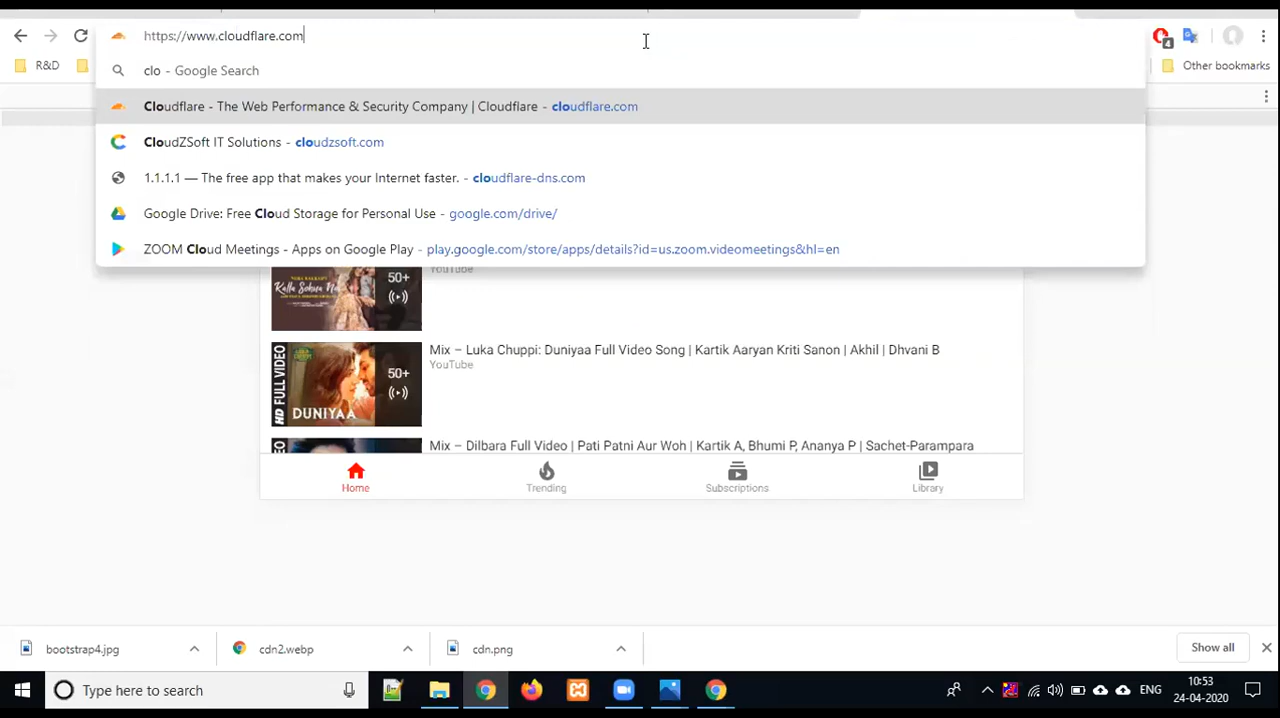 https://www.cloudflare.com
clo - Google Search
Cloudflare - The Web Performance & Security Company | Cloudflare - cloudflare.com
CloudZSoft IT Solutions - cloudzsoft.com
1.1.1.1 — The free app that makes your Internet faster. - cloudflare-dns.com
Google Drive: Free Cloud Storage for Personal Use - google.com/drive/
ZOOM Cloud Meetings - Apps on Google Play - play.google.com/store/apps/details?id=us.zoom.videomeetings&hl=en
4
R&D
Other bookmarks
YouTube
Kalla Sohna Nai
50+
Mix – Luka Chuppi: Duniyaa Full Video Song | Kartik Aaryan Kriti Sanon | Akhil | Dhvani B
YouTube
HD FULL VIDEO
50+
DUNIYAA
Mix – Dilbara Full Video | Pati Patni Aur Woh | Kartik A, Bhumi P, Ananya P | Sachet-Parampara
Home
Trending
Subscriptions
Library
bootstrap4.jpg
cdn2.webp
cdn.png
Show all
Type here to search
ENG
10:53
24-04-2020